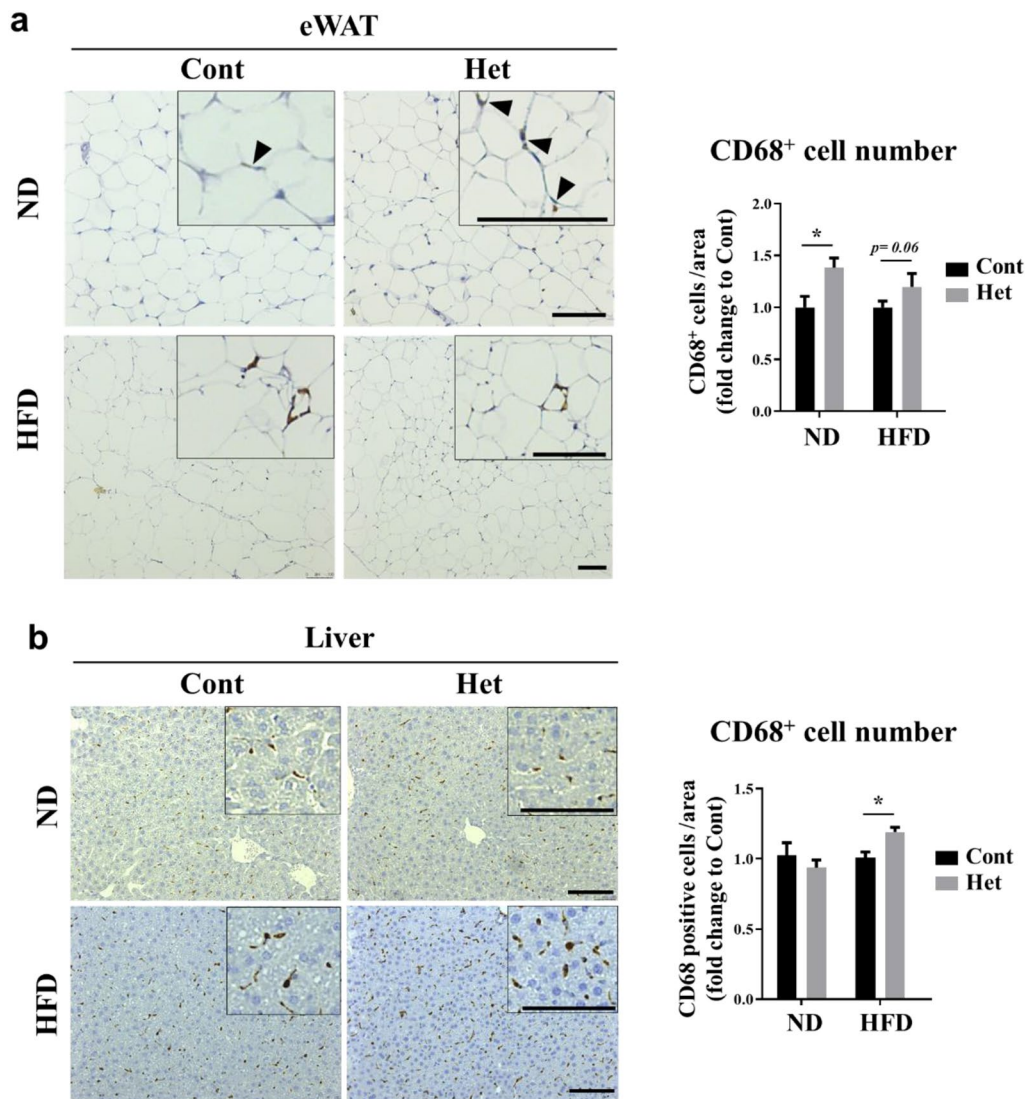 a
eWAT
Cont Het
ND
HFD
CD68⁺ cell number
CD68⁺ cells/area
(fold change to Cont)
2.0
1.5
1.0
0.5
0.0
*
p= 0.06
ND HFD
Cont
Het
b
Liver
Cont Het
ND
HFD
CD68⁺ cell number
CD68 positive cells/area
(fold change to Cont)
1.5
1.0
0.5
0.0
*
ND HFD
Cont
Het